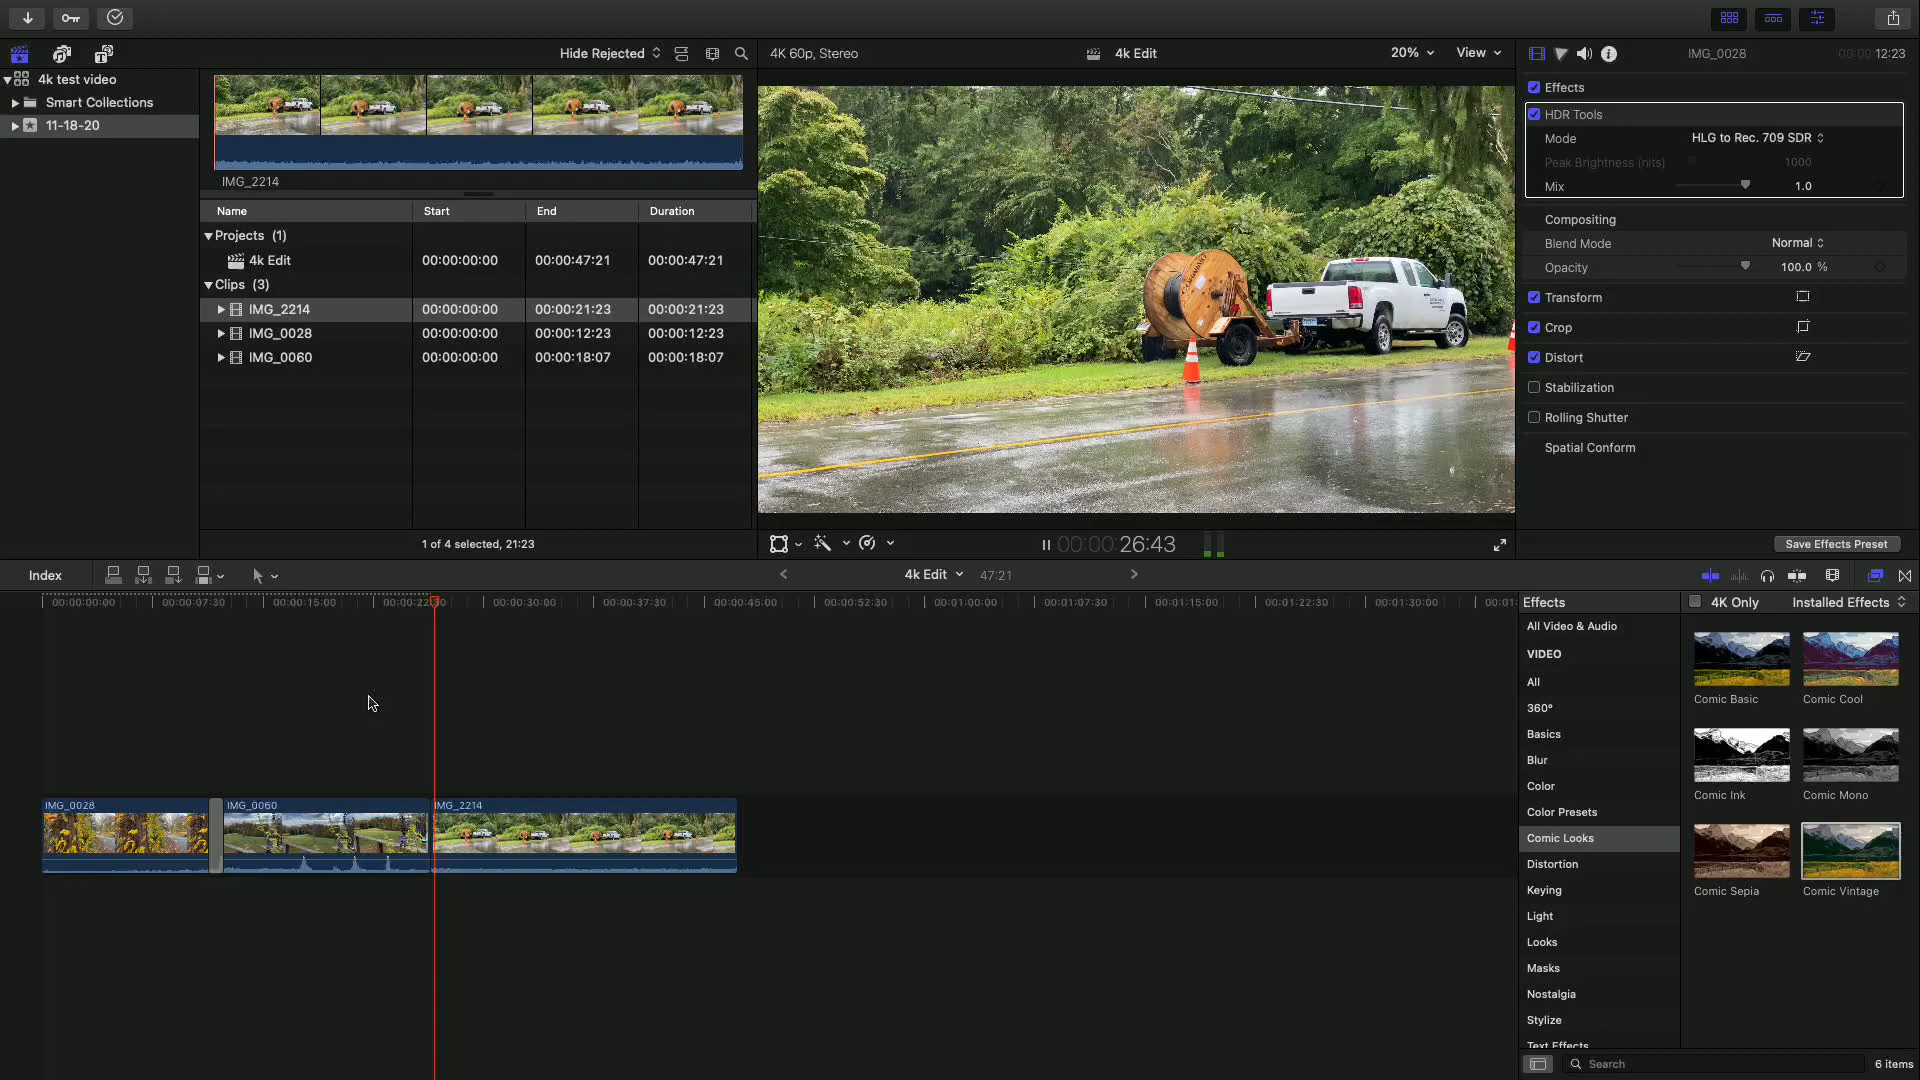 Hide Rejected
4K 60p, Stereo
4k Edit
20%
View
IMG_0028
00:00:12:23
4k test video
Smart Collections
11-18-20
IMG_2214
Name Start End Duration
Projects (1)
4k Edit 00:00:00:00 00:00:47:21 00:00:47:21
Clips (3)
IMG_2214 00:00:00:00 00:00:21:23 00:00:21:23
IMG_0028 00:00:00:00 00:00:12:23 00:00:12:23
IMG_0060 00:00:00:00 00:00:18:07 00:00:18:07
1 of 4 selected, 21:23
00:00:26:43
Effects
HDR Tools
Mode HLG to Rec. 709 SDR
Peak Brightness (nits) 1000
Mix 1.0
Compositing
Blend Mode Normal
Opacity 100.0 %
Transform
Crop
Distort
Stabilization
Rolling Shutter
Spatial Conform
Save Effects Preset
Index
4k Edit
47:21
00:00:00:00 00:00:07:30 00:00:15:00 00:00:22:30 00:00:30:00 00:00:37:30 00:00:45:00 00:00:52:30 00:01:00:00 00:01:07:30 00:01:15:00 00:01:22:30 00:01:30:00 00:01:
IMG_0028
IMG_0060
IMG_2214
Effects
4K Only
Installed Effects
All Video & Audio
VIDEO
All
360°
Basics
Blur
Color
Color Presets
Comic Looks
Distortion
Keying
Light
Looks
Masks
Nostalgia
Stylize
Text Effects
Comic Basic
Comic Cool
Comic Ink
Comic Mono
Comic Sepia
Comic Vintage
Search
6 items